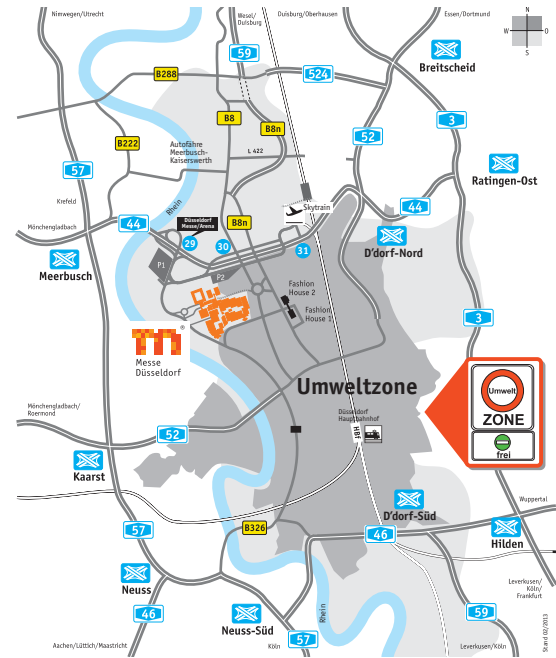 Nimwegen/Utrecht
Wesel/
Duisburg
Duisburg/Oberhausen
Essen/Dortmund
N
W
O
S
59
Breitscheid
B288
524
B8
B8n
3
52
B222
Autofähre
Meerbusch-
Kaiserswerth
L 422
57
Ratingen-Ost
Krefeld
Rhein
Skytrain
44
Mönchengladbach
44
Düsseldorf
Messe/Arena
B8n
29
30
31
D'dorf-Nord
Meerbusch
P1
P2
Fashion
House 2
Fashion
House 1
3
®
Messe
Düsseldorf
Umweltzone
Umwelt
ZONE
frei
Mönchengladbach/
Roermond
Düsseldorf
Hauptbahnhof
HBf
52
Kaarst
Wuppertal
D'dorf-Süd
57
B326
46
Hilden
Neuss
Leverkusen/
Köln/
Frankfurt
46
Neuss-Süd
Rhein
59
57
Aachen/Lüttich/Maastricht
Köln
Leverkusen/Köln
Stand 02/2013